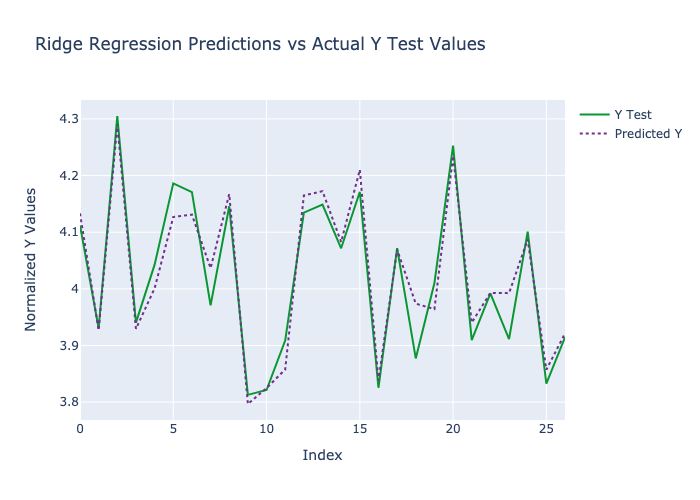 Ridge Regression Predictions vs Actual Y Test Values
Y Test
Predicted Y
Normalized Y Values
4.3
4.2
4.1
4
3.9
3.8
0
5
10
15
20
25
Index